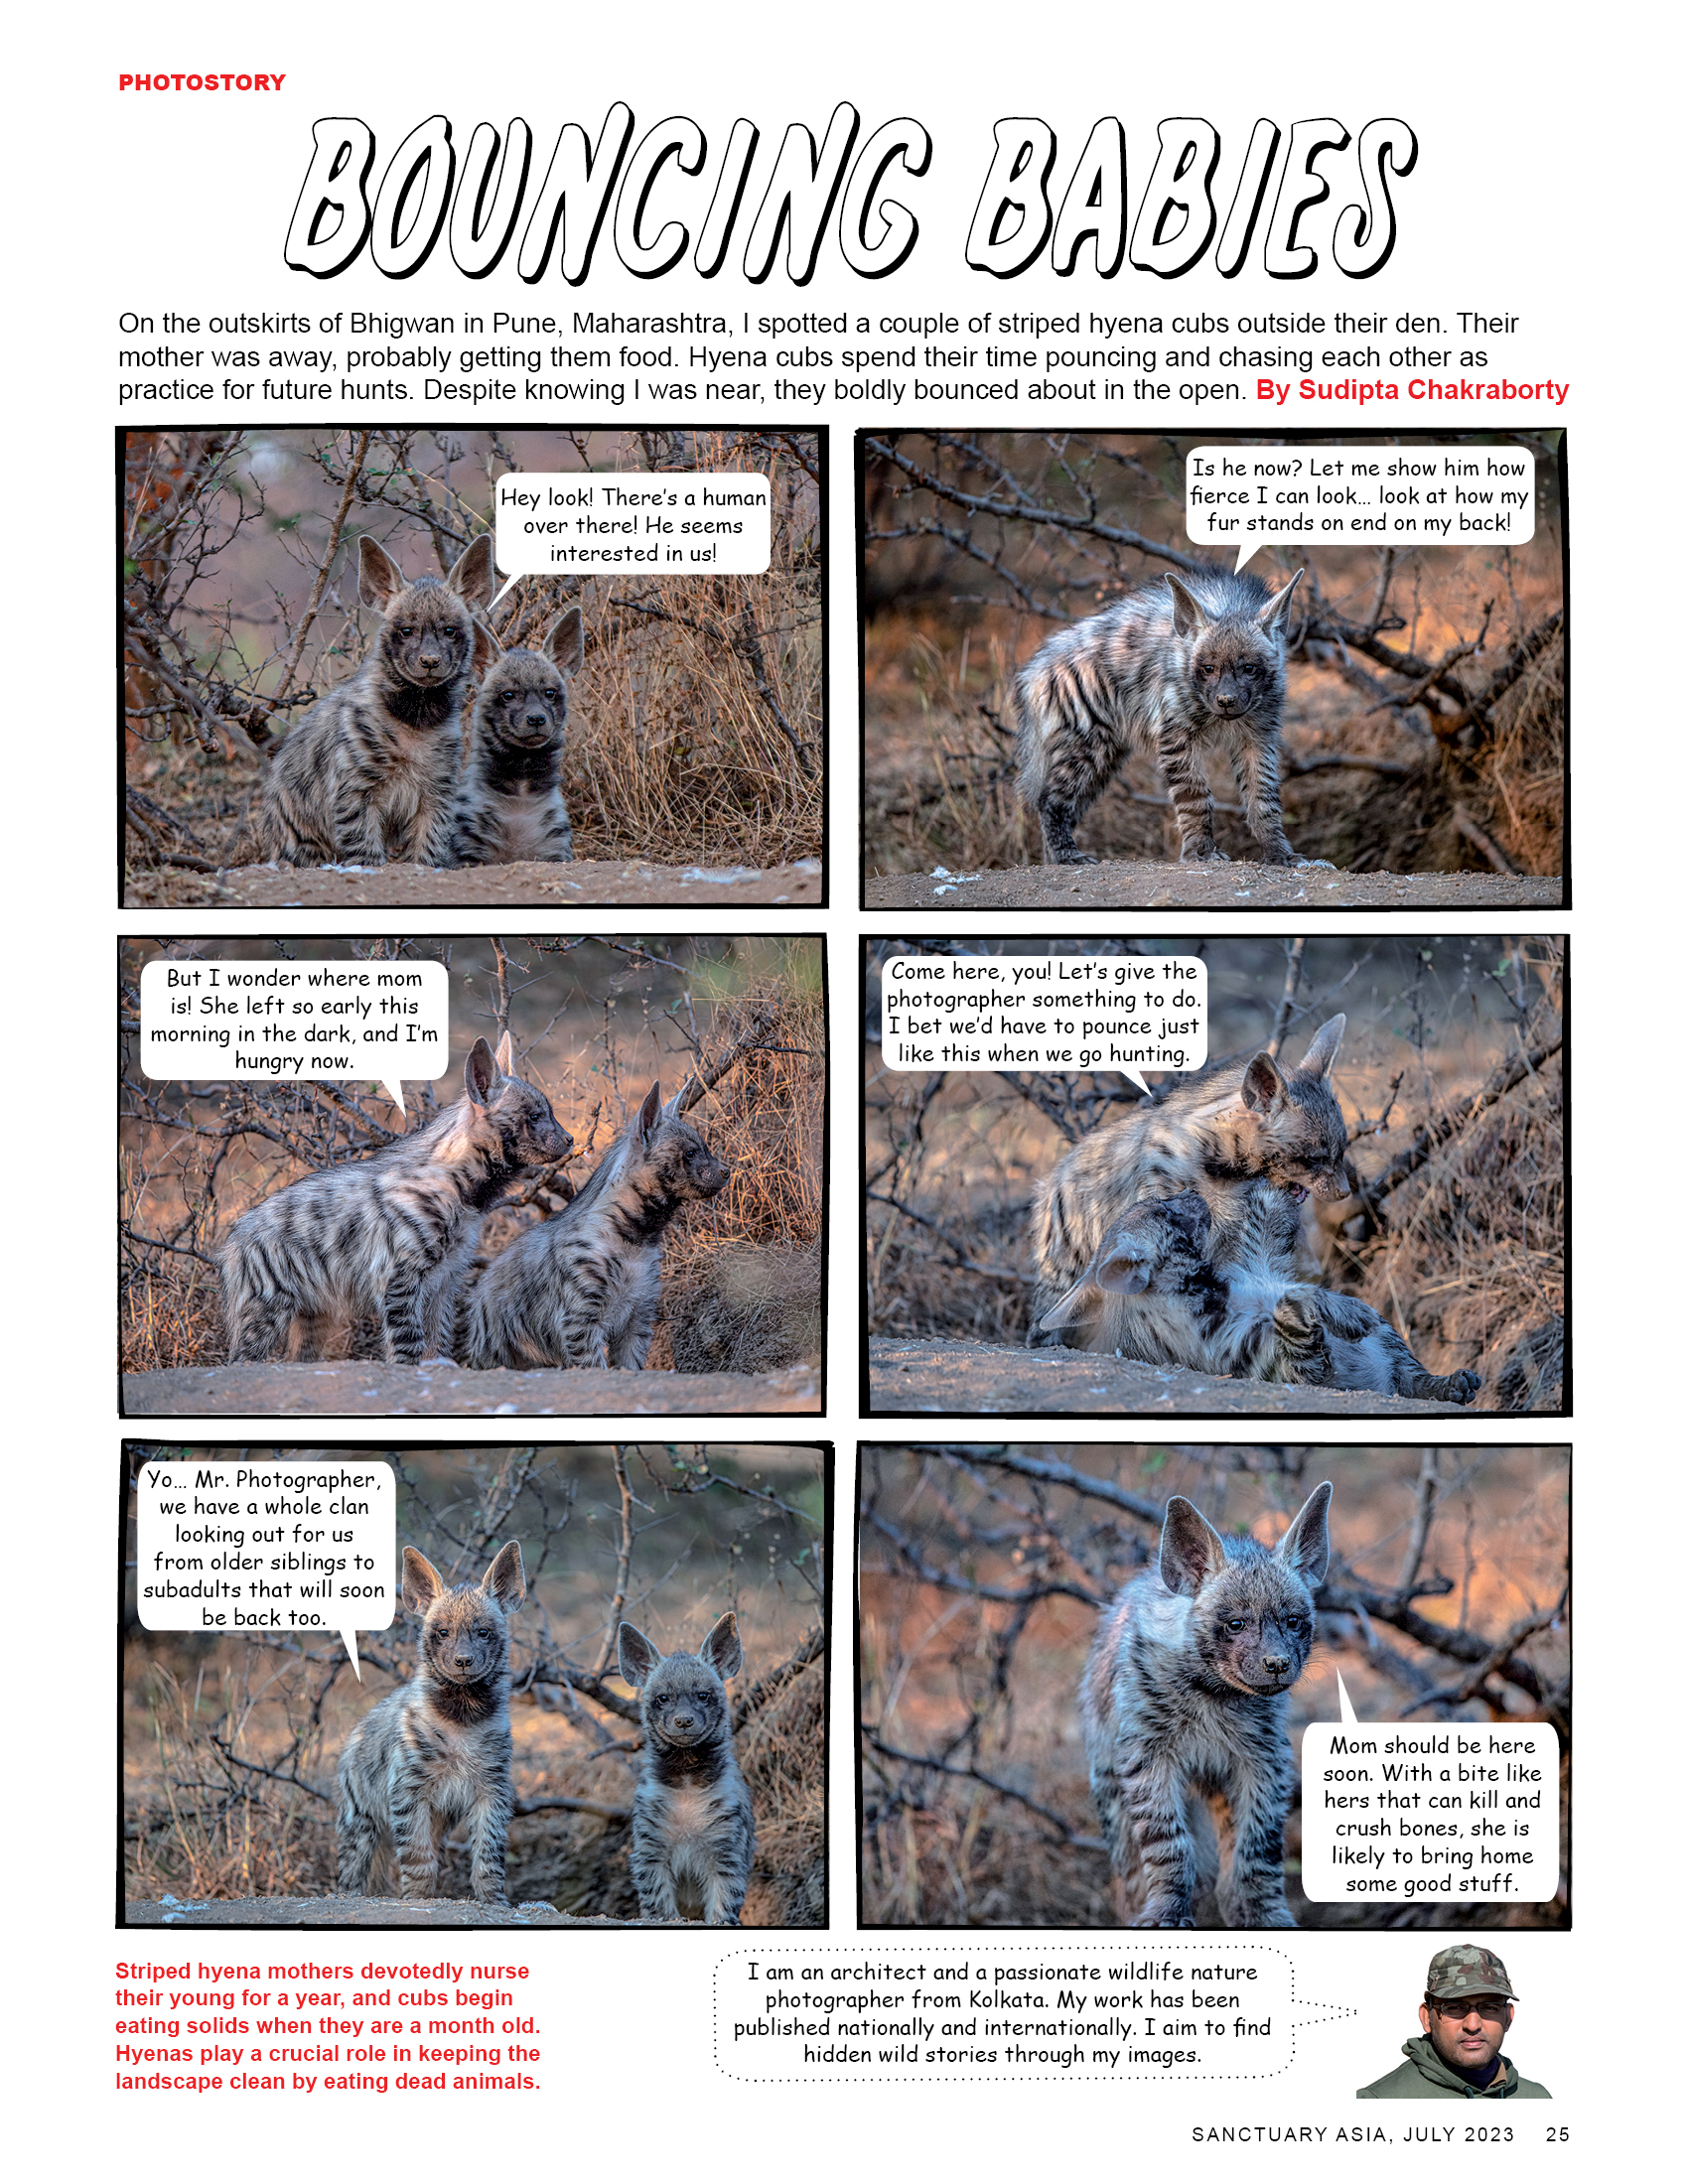 PHOTOSTORY
BOUNCING BABIES
On the outskirts of Bhigwan in Pune, Maharashtra, I spotted a couple of striped hyena cubs outside their den. Their
mother was away, probably getting them food. Hyena cubs spend their time pouncing and chasing each other as
practice for future hunts. Despite knowing I was near, they boldly bounced about in the open. By Sudipta Chakraborty
Hey look! There's a human
over there! He seems
interested in us!
Is he now? Let me show him how
fierce I can look... look at how my
fur stands on end on my back!
But I wonder where mom
is! She left so early this
morning in the dark, and I'm
hungry now.
Come here, you! Let's give the
photographer something to do.
I bet we'd have to pounce just
like this when we go hunting.
Yo... Mr. Photographer,
we have a whole clan
looking out for us
from older siblings to
subadults that will soon
be back too.
Mom should be here
soon. With a bite like
hers that can kill and
crush bones, she is
likely to bring home
some good stuff.
Striped hyena mothers devotedly nurse
their young for a year, and cubs begin
eating solids when they are a month old.
Hyenas play a crucial role in keeping the
landscape clean by eating dead animals.
I am an architect and a passionate wildlife nature
photographer from Kolkata. My work has been
published nationally and internationally. I aim to find
hidden wild stories through my images.
SANCTUARY ASIA, JULY 2023 25